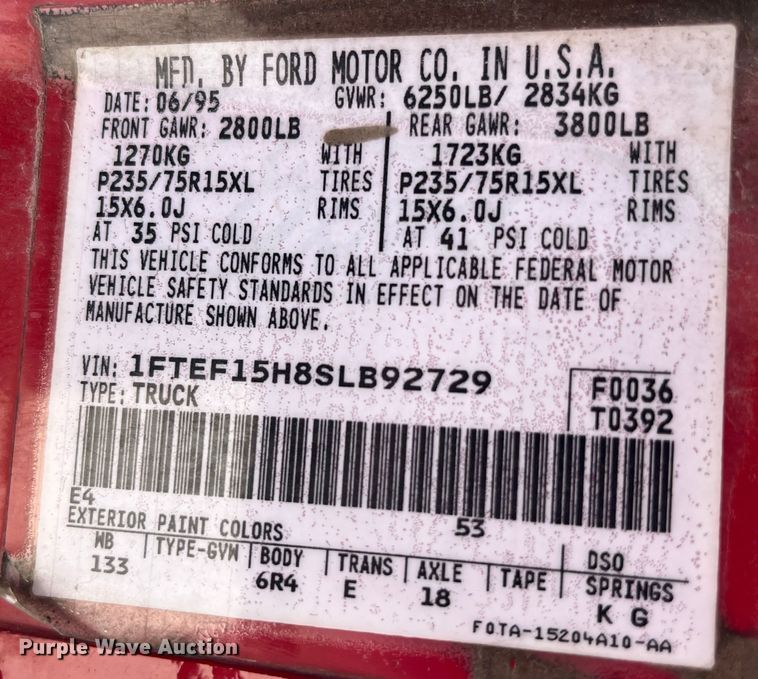 MFD. BY FORD MOTOR CO. IN U.S.A.
DATE: 06/95 GVWR: 6250LB/ 2834KG
FRONT GAWR: 2800LB REAR GAWR: 3800LB
1270KG WITH 1723KG WITH
P235/75R15XL TIRES P235/75R15XL TIRES
15X6.0J RIMS 15X6.0J RIMS
AT 35 PSI COLD AT 41 PSI COLD
THIS VEHICLE CONFORMS TO ALL APPLICABLE FEDERAL MOTOR
VEHICLE SAFETY STANDARDS IN EFFECT ON THE DATE OF
MANUFACTURE SHOWN ABOVE.
VIN: 1FTEF15H8SLB92729 F0036
TYPE: TRUCK T0392
E4 53
EXTERIOR PAINT COLORS DSO
WB TYPE-GVW BODY TRANS AXLE TAPE SPRINGS
133 6R4 E 18 K G
F0TA-15204A10-AA
Purple Wave Auction